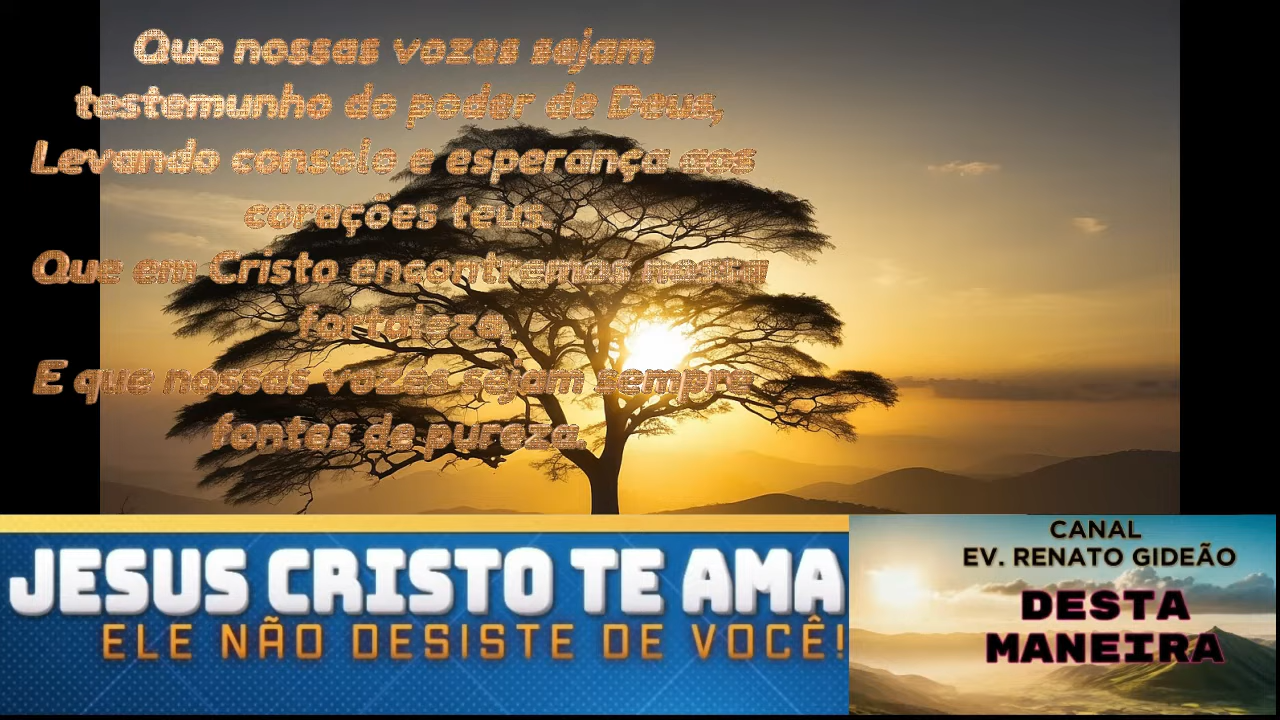 Que nossas vozes sejam
testemunho do poder de Deus,
Levando consolo e esperança aos
corações teus.
Que em Cristo encontremos nossa
fortaleza,
E que nossas vozes sejam sempre
fontes de pureza.
JESUS CRISTO TE AMA
ELE NÃO DESISTE DE VOCÊ!
CANAL
EV. RENATO GIDEÃO
DESTA
MANEIRA